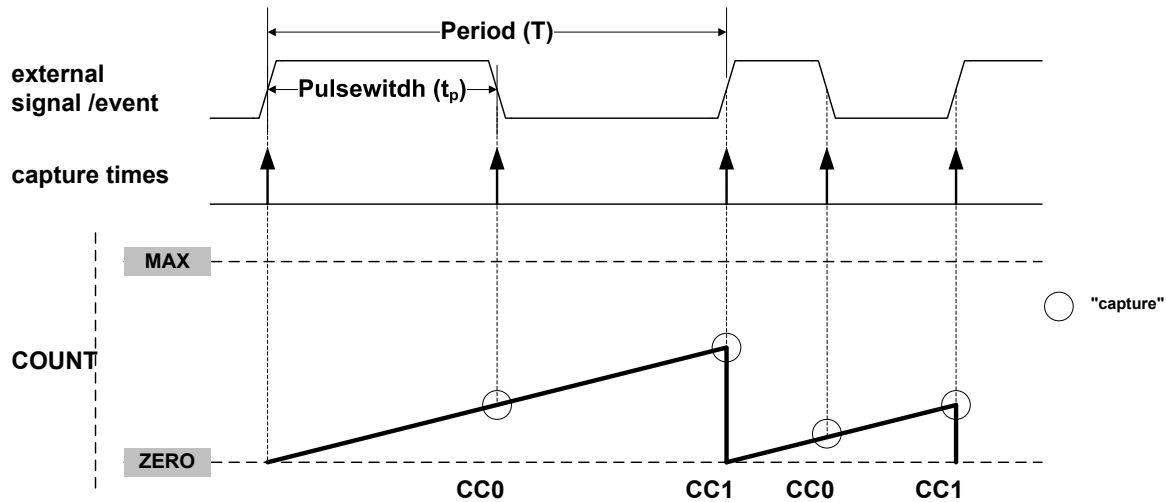 Period (T)
external
signal /event
Pulsewitdh (tp)
capture times
MAX
"capture"
COUNT
ZERO
CC0 CC1 CC0 CC1